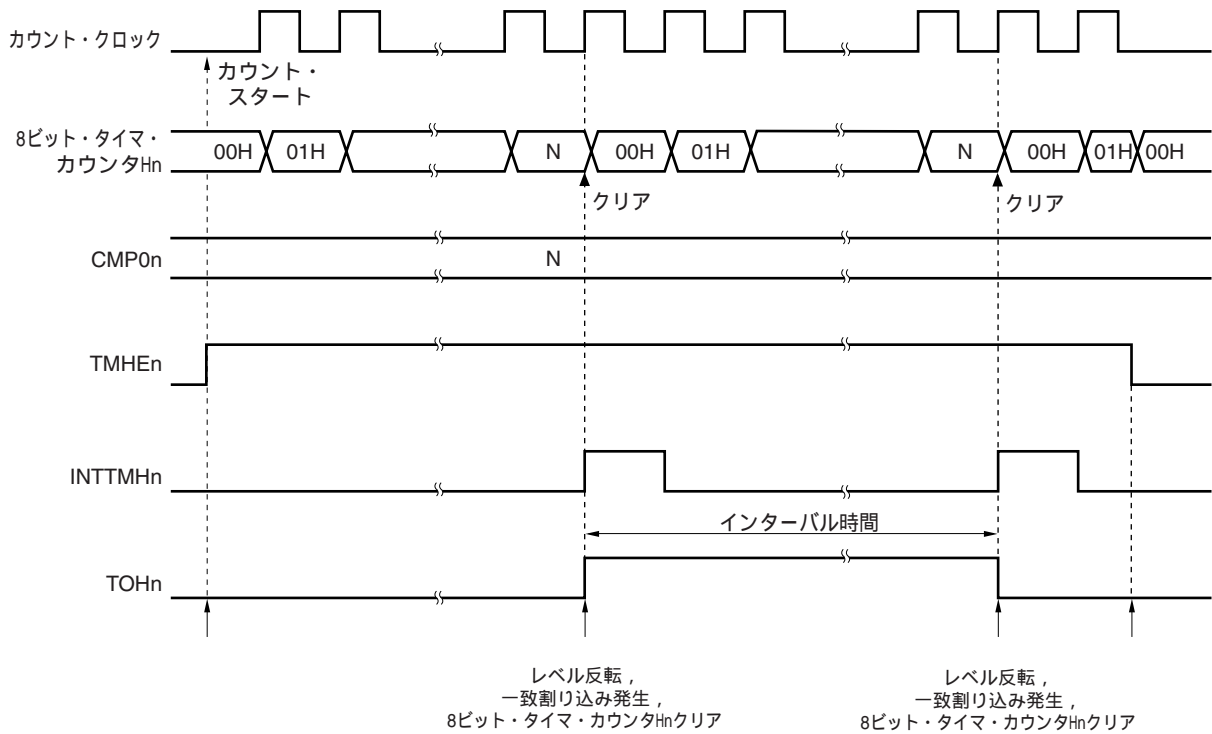 カウント・クロック
カウント・
スタート
8ビット・タイマ・
カウンタHn
00H
01H
N
00H
01H
N
00H
01H
00H
クリア
クリア
CMP0n
N
TMHEn
INTTMHn
インターバル時間
TOHn
レベル反転，
一致割り込み発生，
8ビット・タイマ・カウンタHnクリア
レベル反転，
一致割り込み発生，
8ビット・タイマ・カウンタHnクリア